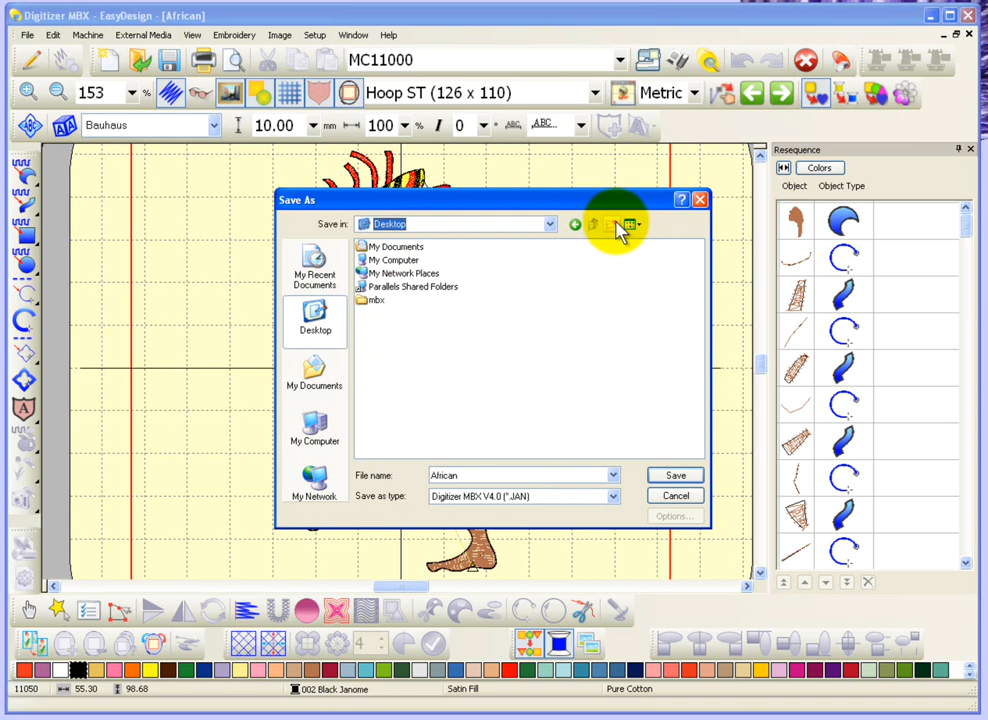 Digitizer MBX - EasyDesign - [African]
File Edit Machine External Media View Embroidery Image Setup Window Help
MC11000
153 % Hoop ST (126 x 110) Metric
Bauhaus 10.00 mm 100 % I 0 ABC ABC...
Resequence
Colors
Object Object Type
Save As
Save in: Desktop
My Recent Documents
Desktop
My Documents
My Computer
My Network
My Documents
My Computer
My Network Places
Parallels Shared Folders
mbx
File name: African Save
Save as type: Digitizer MBX V4.0 (*.JAN) Cancel
Options...
4
11050 55.30 98.68 002 Black Janome Satin Fill Pure Cotton